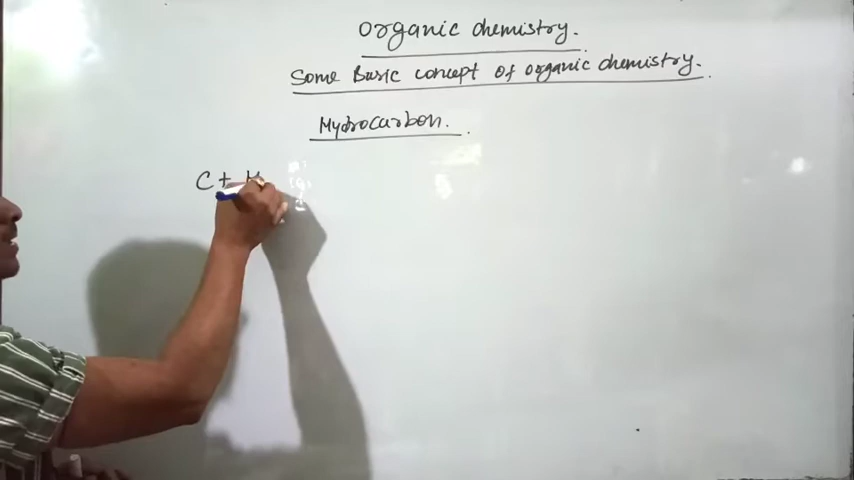 Organic chemistry.
Some Basic concept of organic chemistry.
Hydrocarbon.
C + H